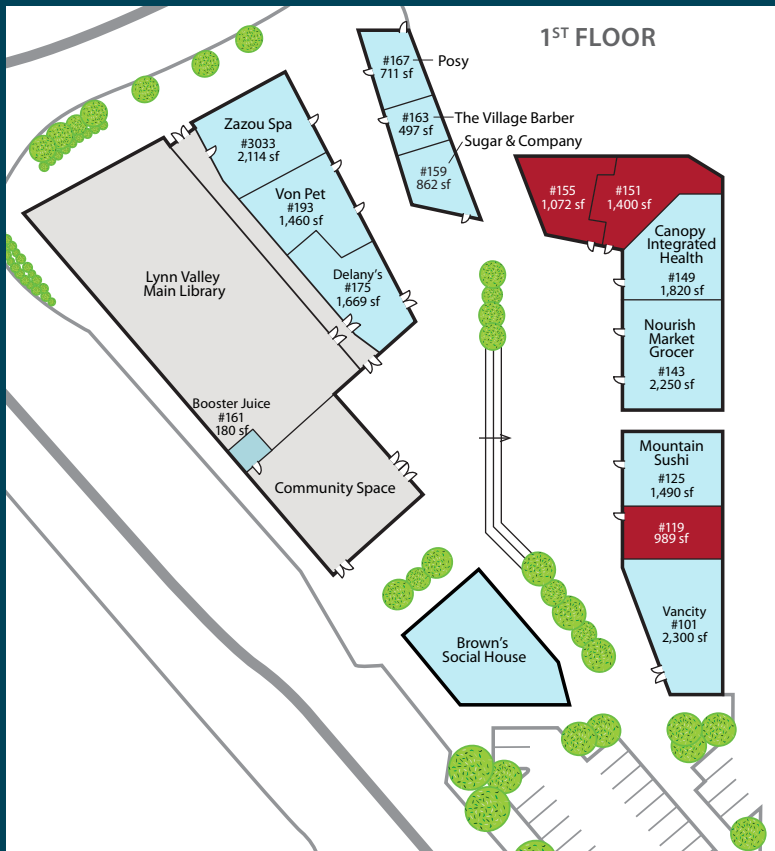 1ST FLOOR
#167
711 sf
Posy
#163
497 sf
The Village Barber
#159
862 sf
Sugar & Company
Zazou Spa
#3033
2,114 sf
Von Pet
#193
1,460 sf
Delany's
#175
1,669 sf
Lynn Valley
Main Library
Booster Juice
#161
180 sf
Community Space
#155
1,072 sf
#151
1,400 sf
Canopy
Integrated
Health
#149
1,820 sf
Nourish
Market
Grocer
#143
2,250 sf
Mountain
Sushi
#125
1,490 sf
#119
989 sf
Vancity
#101
2,300 sf
Brown's
Social House